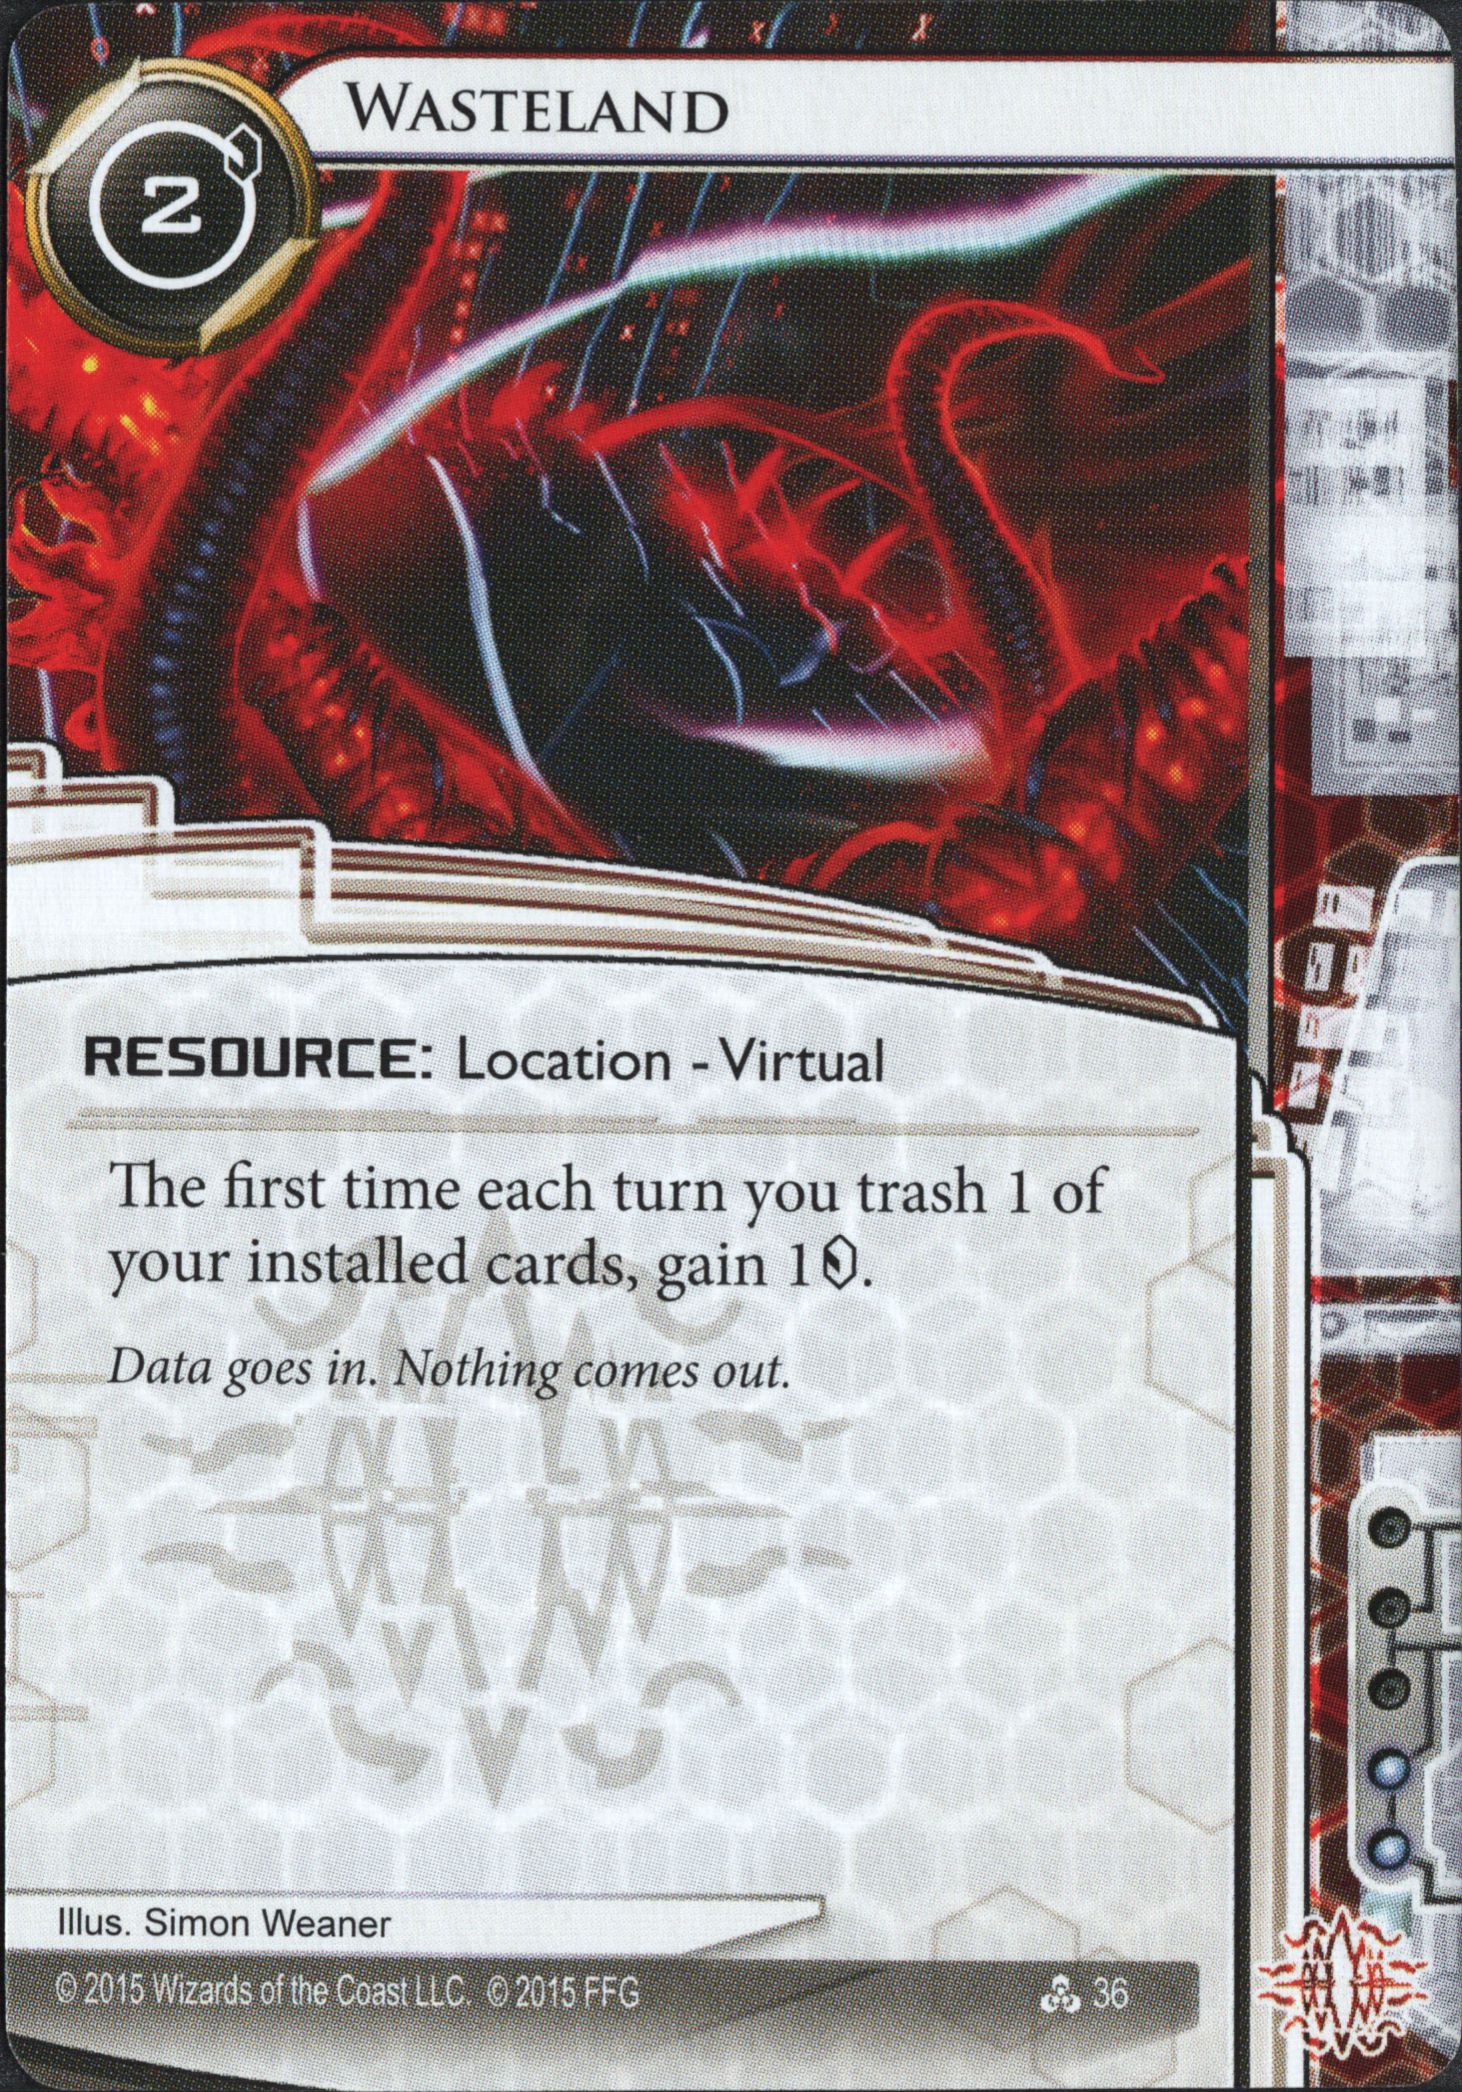 2
WASTELAND
RESOURCE: Location - Virtual
The first time each turn you trash 1 of
your installed cards, gain 1.
Data goes in. Nothing comes out.
Illus. Simon Weaner
© 2015 Wizards of the Coast LLC. © 2015 FFG
36